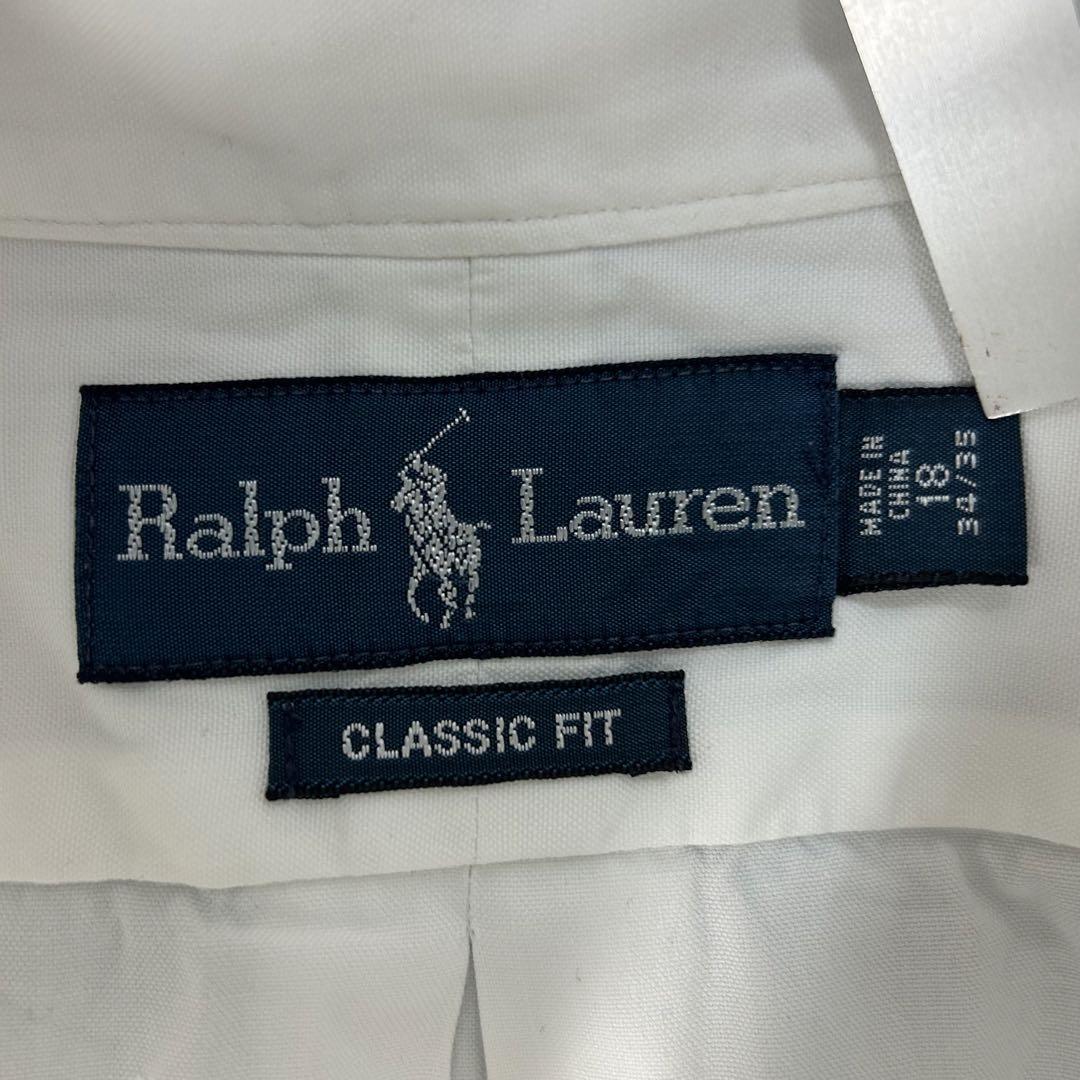 Ralph Lauren
CLASSIC FIT
MADE IN
CHINA
18
34/35